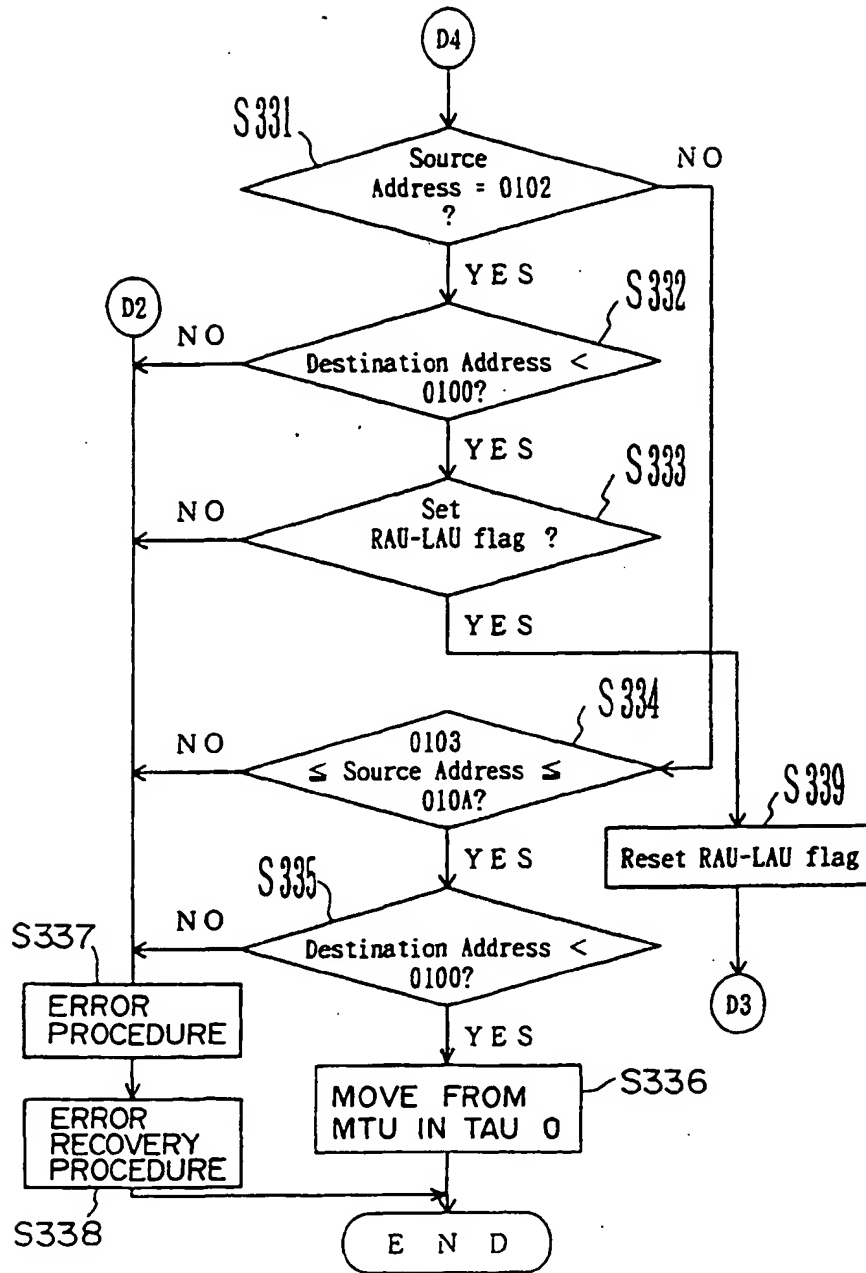 D4
S331
Source
Address = 0102
?
NO
YES
D2
S332
NO
Destination Address <
0100?
YES
S333
NO
Set
RAU-LAU flag ?
YES
S334
NO
0103
≦ Source Address ≦
010A?
S339
Reset RAU-LAU flag
YES
S335
NO
Destination Address <
0100?
S337
ERROR
PROCEDURE
D3
YES
S336
MOVE FROM
MTU IN TAU 0
ERROR
RECOVERY
PROCEDURE
S338
END